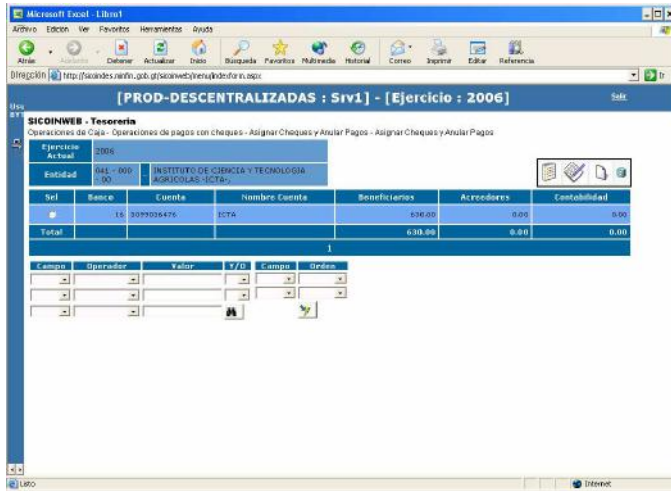 Microsoft Excel - Libro1
Archivo Edición Ver Favoritos Herramientas Ayuda
Atrás Detener Actualizar Inicio Búsqueda Favoritos Multimedia Historial Correo Imprimir Editar Referencia
Dirección http://sicoindes.minfin.gob.gt/sicoinweb/menu/indexform.aspx Ir
[PROD-DESCENTRALIZADAS : Srv1] - [Ejercicio : 2006] Salir
SICOINWEB - Tesoreria
Operaciones de Caja - Operaciones de pagos con cheques - Asignar Cheques y Anular Pagos - Asignar Cheques y Anular Pagos
Ejercicio Actual 2006
Entidad INSTITUTO DE CIENCIA Y TECNOLOGIA AGRICOLAS -ICTA-,
Sel Banco Cuenta Nombre Cuenta Beneficiarios Acreedores Contabilidad
16 3099036476 ICTA 630.00 0.00 0.00
Total 630.00 0.00 0.00
1
Campo Operador Valor Y/O Campo Orden
Listo Internet